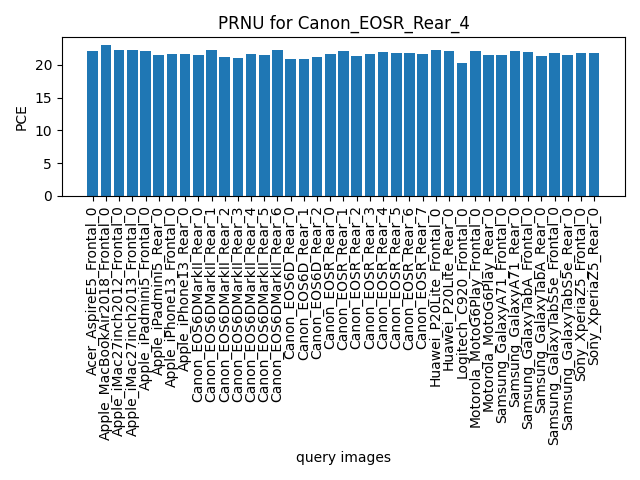 PRNU for Canon_EOSR_Rear_4
PCE
20
15
10
5
0
Acer_AspireE5_Frontal_0
Apple_MacBookAir2018_Frontal_0
Apple_iMac27inch2012_Frontal_0
Apple_iMac27inch2013_Frontal_0
Apple_iPadmini5_Frontal_0
Apple_iPadmini5_Rear_0
Apple_iPhone13_Frontal_0
Apple_iPhone13_Rear_0
Canon_EOS6DMarkII_Rear_0
Canon_EOS6DMarkII_Rear_1
Canon_EOS6DMarkII_Rear_2
Canon_EOS6DMarkII_Rear_3
Canon_EOS6DMarkII_Rear_4
Canon_EOS6DMarkII_Rear_5
Canon_EOS6DMarkII_Rear_6
Canon_EOS6D_Rear_0
Canon_EOS6D_Rear_1
Canon_EOS6D_Rear_2
Canon_EOSR_Rear_0
Canon_EOSR_Rear_1
Canon_EOSR_Rear_2
Canon_EOSR_Rear_3
Canon_EOSR_Rear_4
Canon_EOSR_Rear_5
Canon_EOSR_Rear_6
Canon_EOSR_Rear_7
Huawei_P20Lite_Frontal_0
Huawei_P20Lite_Rear_0
Logitech_C920_Frontal_0
Motorola_MotoG6Play_Frontal_0
Motorola_MotoG6Play_Rear_0
Samsung_GalaxyA71_Frontal_0
Samsung_GalaxyA71_Rear_0
Samsung_GalaxyTabA_Frontal_0
Samsung_GalaxyTabA_Rear_0
Samsung_GalaxyTabS5e_Frontal_0
Samsung_GalaxyTabS5e_Rear_0
Sony_XperiaZ5_Frontal_0
Sony_XperiaZ5_Rear_0
query images